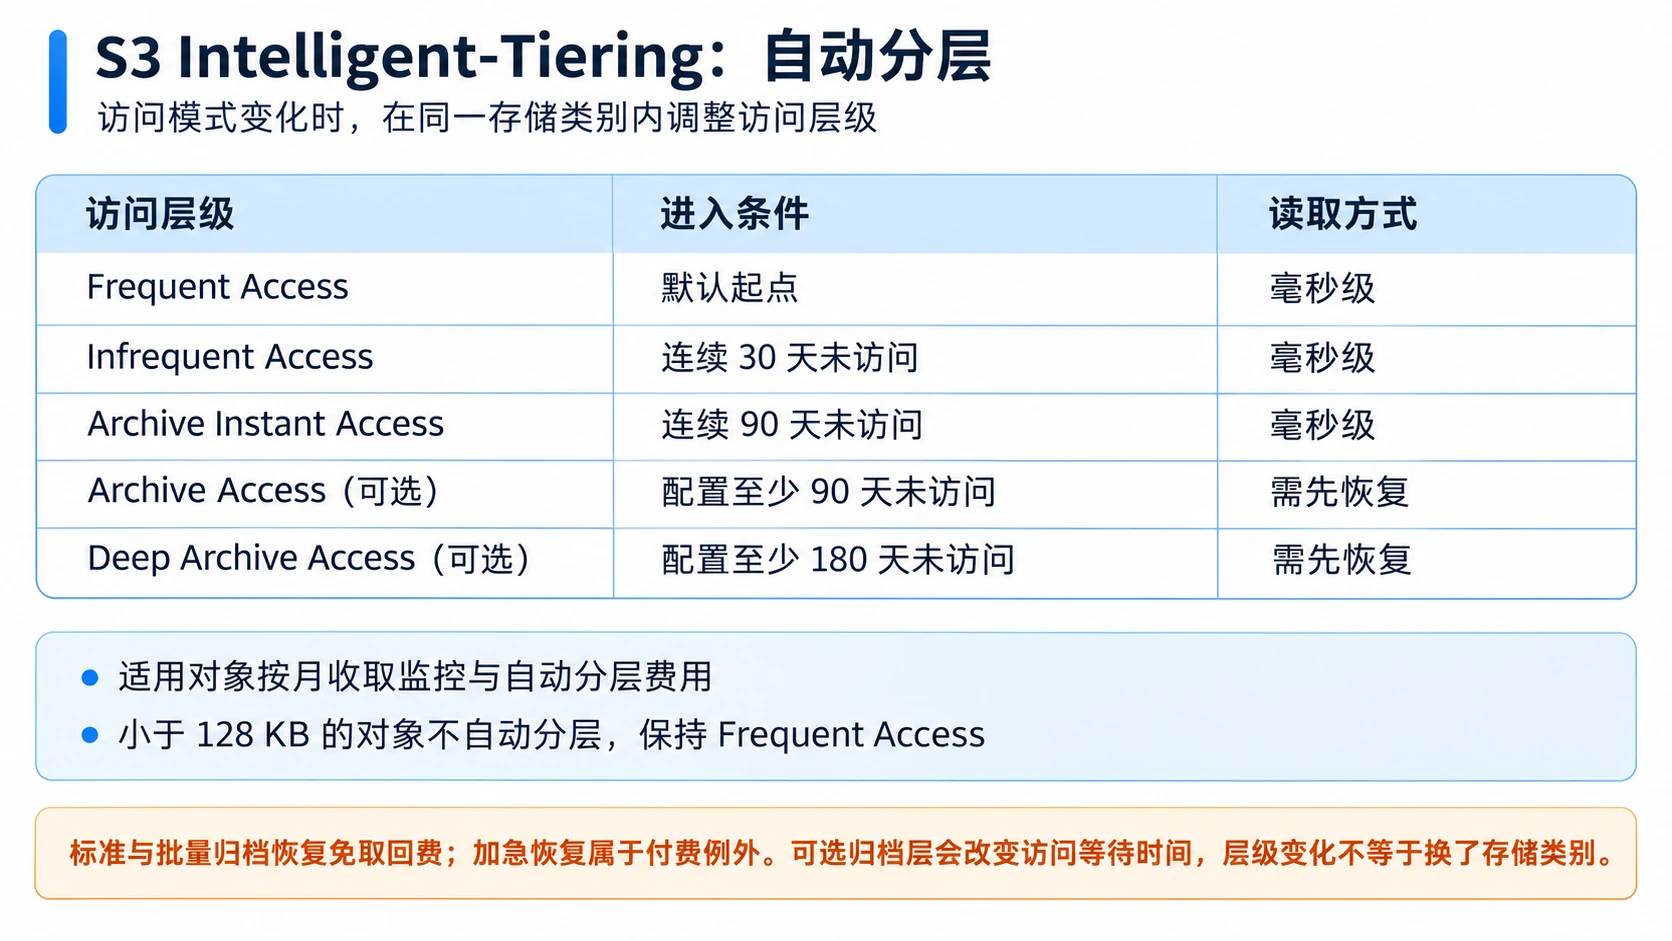 S3 Intelligent-Tiering：自动分层
访问模式变化时，在同一存储类别内调整访问层级
访问层级 进入条件 读取方式
Frequent Access 默认起点 毫秒级
Infrequent Access 连续 30 天未访问 毫秒级
Archive Instant Access 连续 90 天未访问 毫秒级
Archive Access（可选） 配置至少 90 天未访问 需先恢复
Deep Archive Access（可选） 配置至少 180 天未访问 需先恢复
● 适用对象按月收取监控与自动分层费用
● 小于 128 KB 的对象不自动分层，保持 Frequent Access
标准与批量归档恢复免取回费；加急恢复属于付费例外。可选归档层会改变访问等待时间，层级变化不等于换了存储类别。